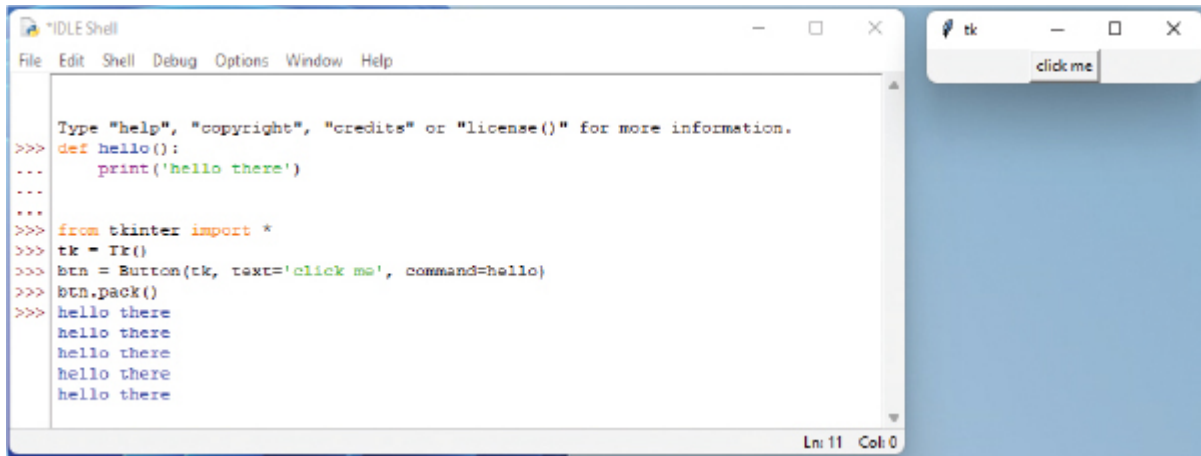 *IDLE Shell
File Edit Shell Debug Options Window Help
Type "help", "copyright", "credits" or "license()" for more information.
>>> def hello():
...     print('hello there')
...
...
>>> from tkinter import *
>>> tk = Tk()
>>> btn = Button(tk, text='click me', command=hello)
>>> btn.pack()
>>> hello there
hello there
hello there
hello there
hello there
Ln: 11 Col: 0
tk
click me